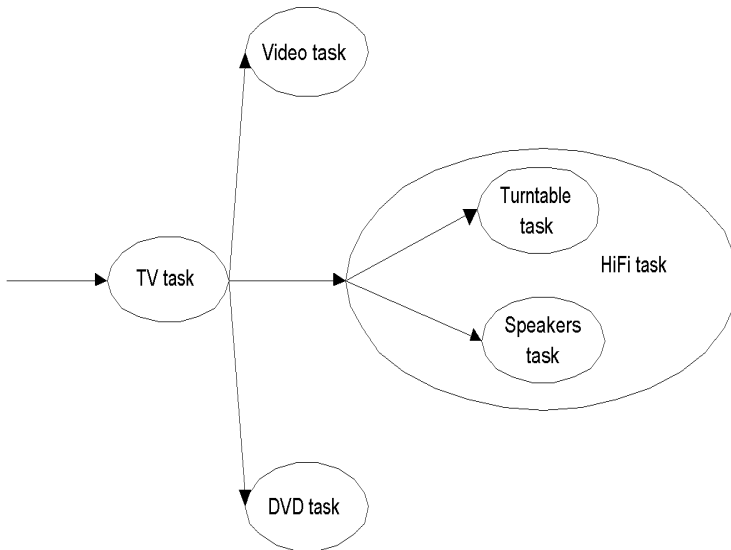 Video task
Turntable
task
HiFi task
TV task
Speakers
task
DVD task